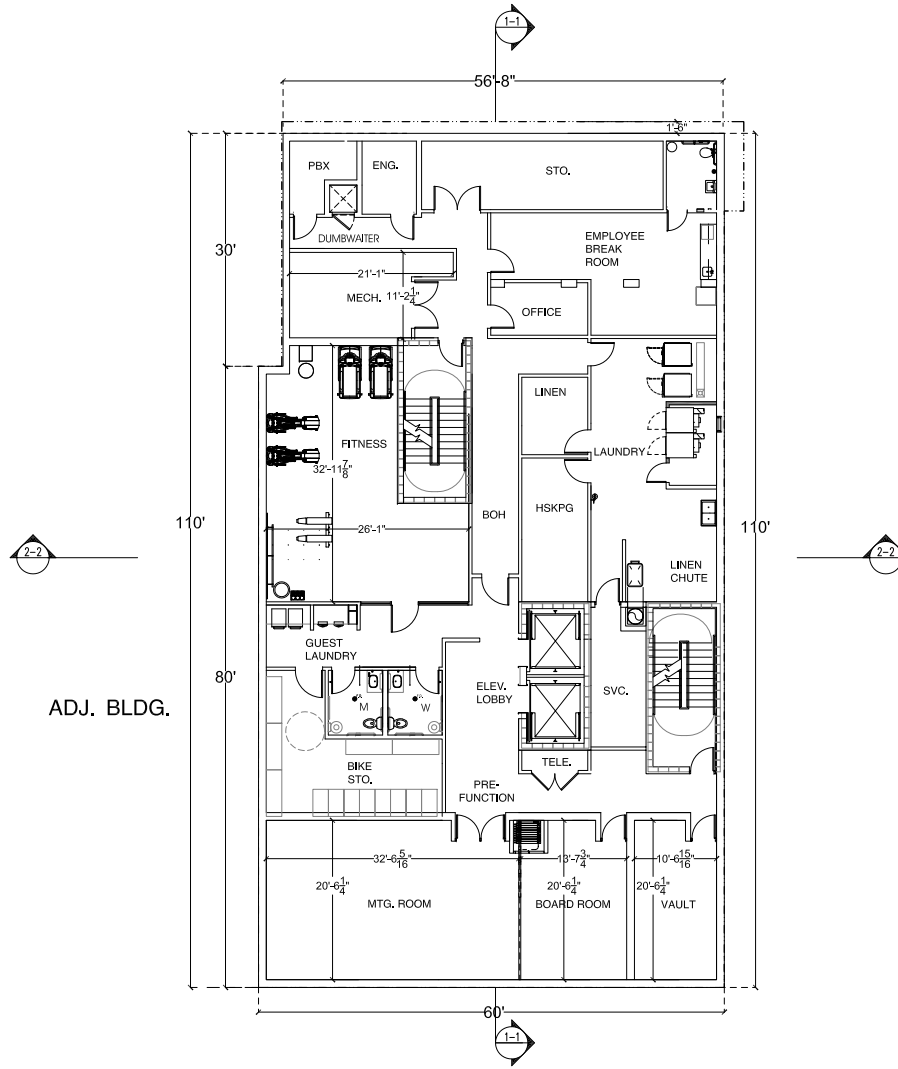 1-1
56'-8"
1'-6"
PBX
ENG.
STO.
DUMBWAITER
EMPLOYEE
BREAK
ROOM
30'
21'-1"
MECH.
11'-2 1/4"
OFFICE
LINEN
FITNESS
LAUNDRY
32'-11 7/8"
HSKPG
BOH
110'
26'-1"
110'
2-2
2-2
LINEN
CHUTE
GUEST
LAUNDRY
80'
ELEV.
LOBBY
SVC.
ADJ. BLDG.
M
W
BIKE
STO.
TELE.
PRE-
FUNCTION
32'-6 5/16"
13'-7 3/4"
10'-6 15/16"
20'-6 1/4"
20'-6 1/4"
20'-6 1/4"
MTG. ROOM
BOARD ROOM
VAULT
60'
1-1